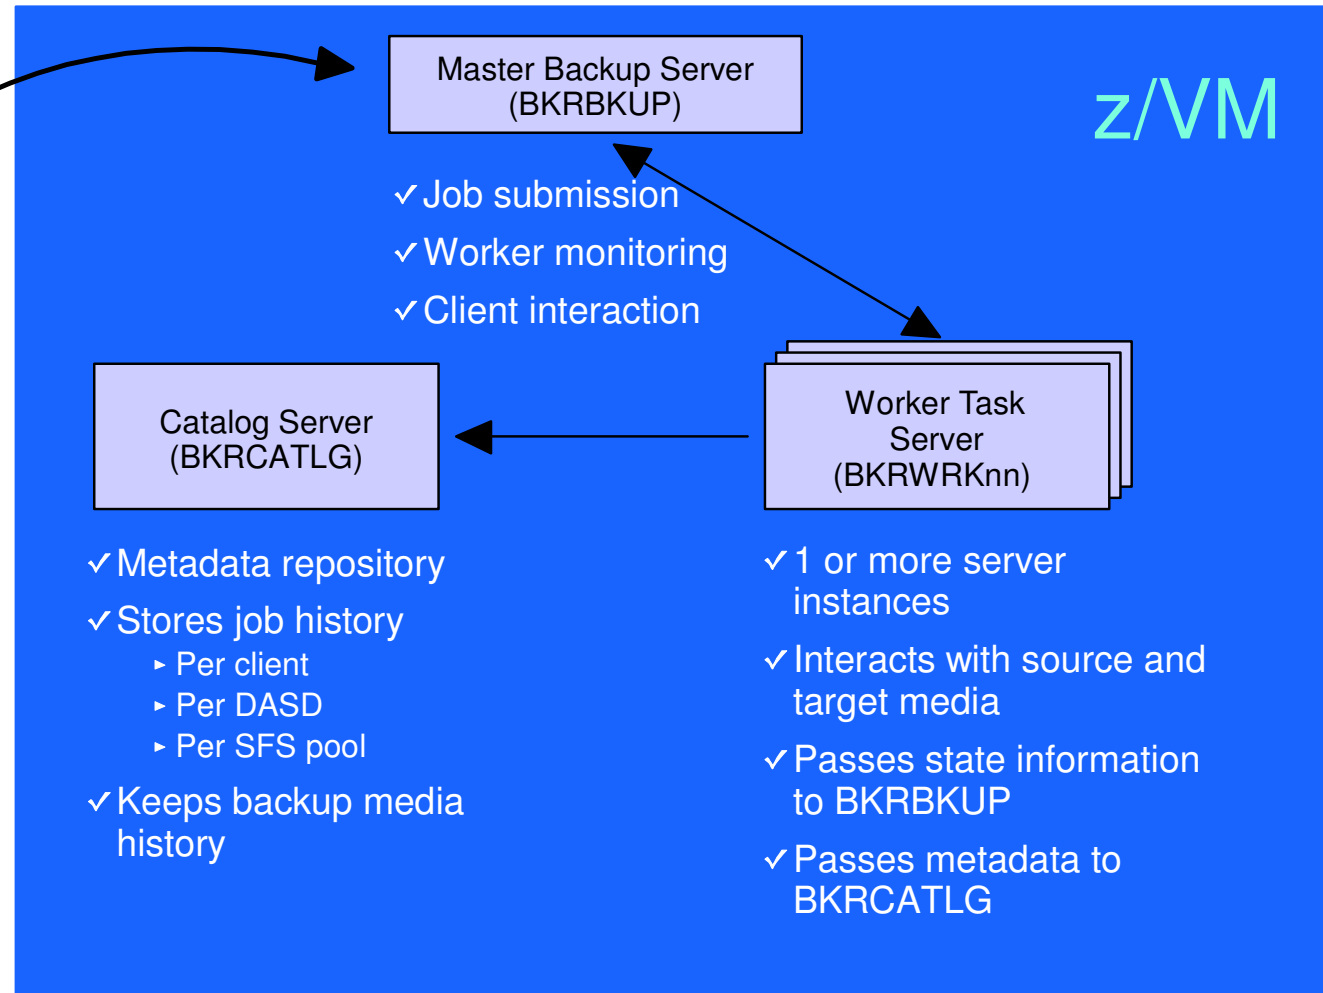 Master Backup Server
(BKRBKUP)
z/VM
✓Job submission
✓Worker monitoring
✓Client interaction
Catalog Server
(BKRCATLG)
Worker Task
Server
(BKRWRKnn)
✓Metadata repository
✓Stores job history
►Per client
►Per DASD
►Per SFS pool
✓Keeps backup media
history
✓1 or more server
instances
✓Interacts with source and
target media
✓Passes state information
to BKRBKUP
✓Passes metadata to
BKRCATLG